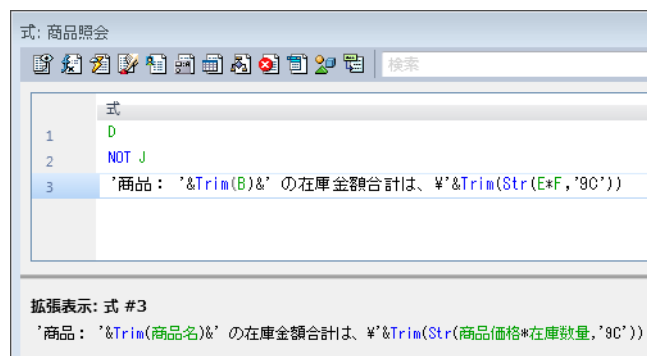 式: 商品照会
検索
式
1 D
2 NOT J
3 '商品： '&Trim(B)&' の在庫金額合計は、¥'&Trim(Str(E*F,'9C'))
拡張表示: 式 #3
'商品： '&Trim(商品名)&' の在庫金額合計は、¥'&Trim(Str(商品価格*在庫数量,'9C'))